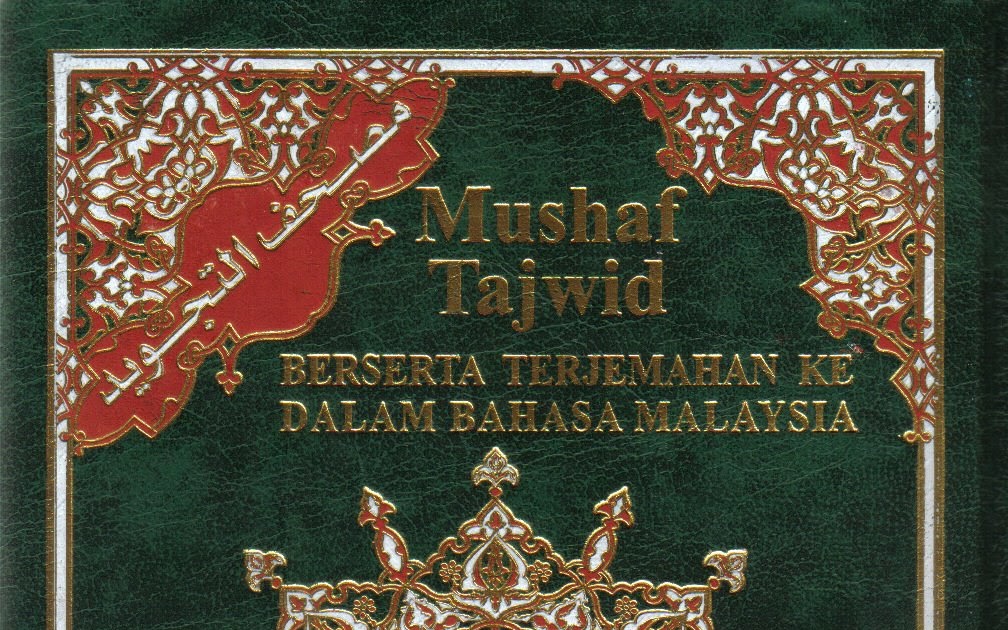 مصحف التجويد
Mushaf
Tajwid
BERSERTA TERJEMAHAN KE
DALAM BAHASA MALAYSIA